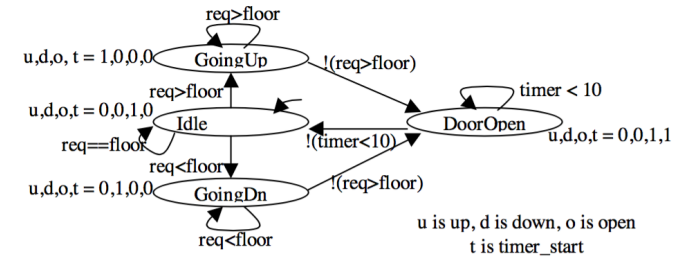 req>floor
u,d,o, t = 1,0,0,0
GoingUp
!(req>floor)
req>floor
timer < 10
u,d,o,t = 0,0,1,0
Idle
DoorOpen
req==floor
!(timer<10)
u,d,o,t = 0,0,1,1
req<floor
u,d,o,t = 0,1,0,0
GoingDn
!(req>floor)
req<floor
u is up, d is down, o is open
t is timer_start